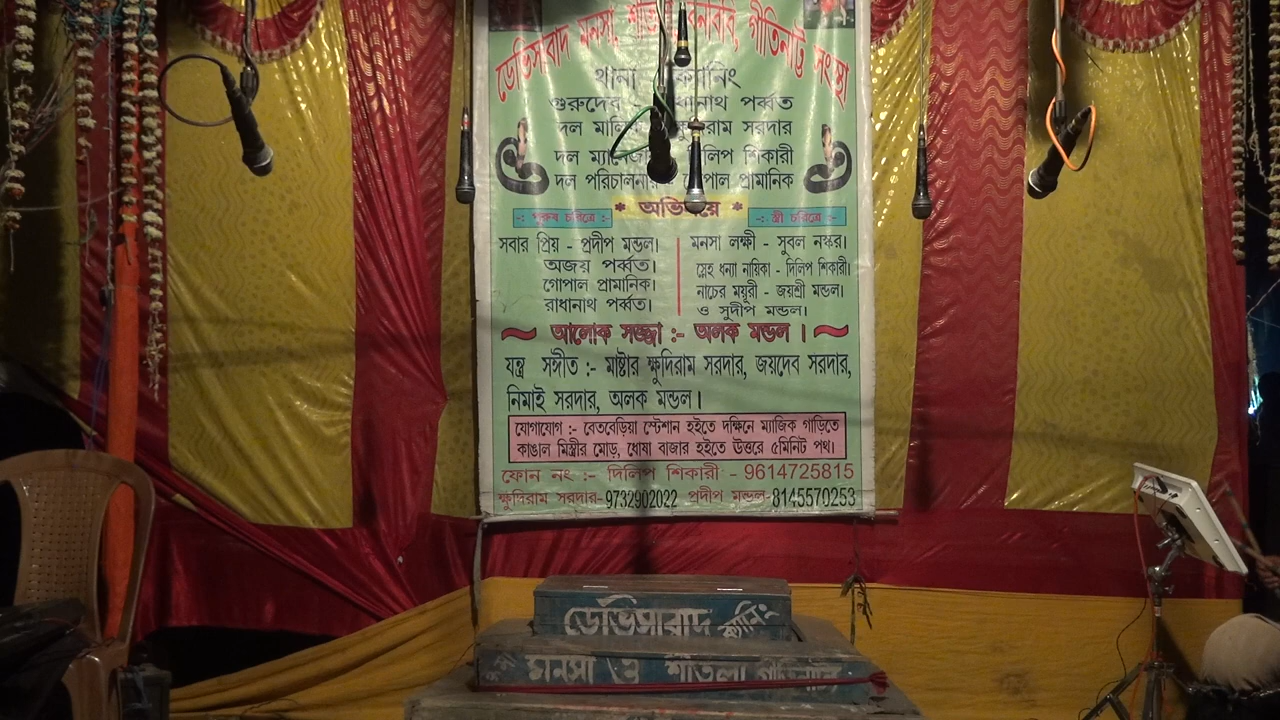 ডেভিসাবাদ মনসা, বনবিবি, গীতিনাট্য সংস্থা
থানা ক্যানিং
গুরুদেব - রাধানাথ পর্ব্বত
দল মালিক ক্ষুদিরাম সরদার
দল ম্যানেজার দিলিপ শিকারী
দল পরিচালনায় - গোপাল প্রামানিক
* অভিনয়ে *
-: পুরুষ চরিত্রে :-
-: স্ত্রী চরিত্রে :-
সবার প্রিয় - প্রদীপ মন্ডল।
অজয় পর্ব্বত।
গোপাল প্রামানিক।
রাধানাথ পর্ব্বত।
মনসা লক্ষী - সুবল নস্কর।
স্নেহ ধন্যা নায়িকা - দিলিপ শিকারী।
নাচের ময়ূরী - জয়শ্রী মন্ডল।
ও সুদীপ মন্ডল।
আলোক সজ্জা :- অলক মন্ডল ।
যন্ত্র সঙ্গীত :- মাষ্টার ক্ষুদিরাম সরদার, জয়দেব সরদার,
নিমাই সরদার, অলক মন্ডল ।
যোগাযোগ :- বেতবেড়িয়া স্টেশান হইতে দক্ষিনে ম্যাজিক গাড়িতে
কাঙাল মিস্ত্রীর মোড়, ধোষা বাজার হইতে উত্তরে ৫মিনিট পথ।
ফোন নং :- দিলিপ শিকারী - 9614725815
ক্ষুদিরাম সরদার-9732902022 প্রদীপ মন্ডল-8145570253
ডেভিসাবাদ ক্যানিং
মনসা ও শীতলা গীতিনাট্য